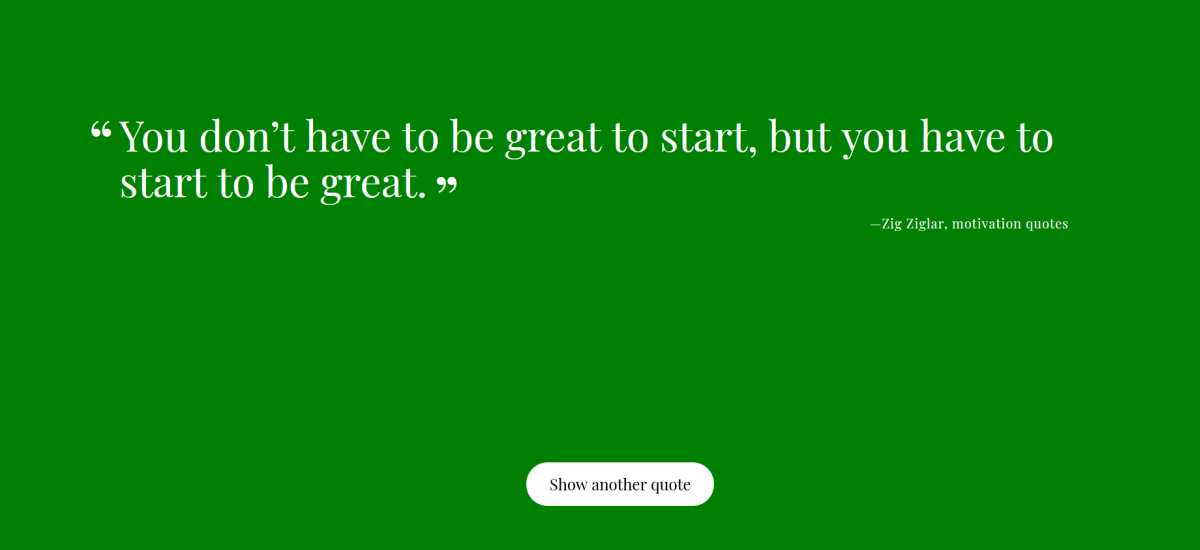 “ You don’t have to be great to start, but you have to
start to be great. ”
—Zig Ziglar, motivation quotes
Show another quote